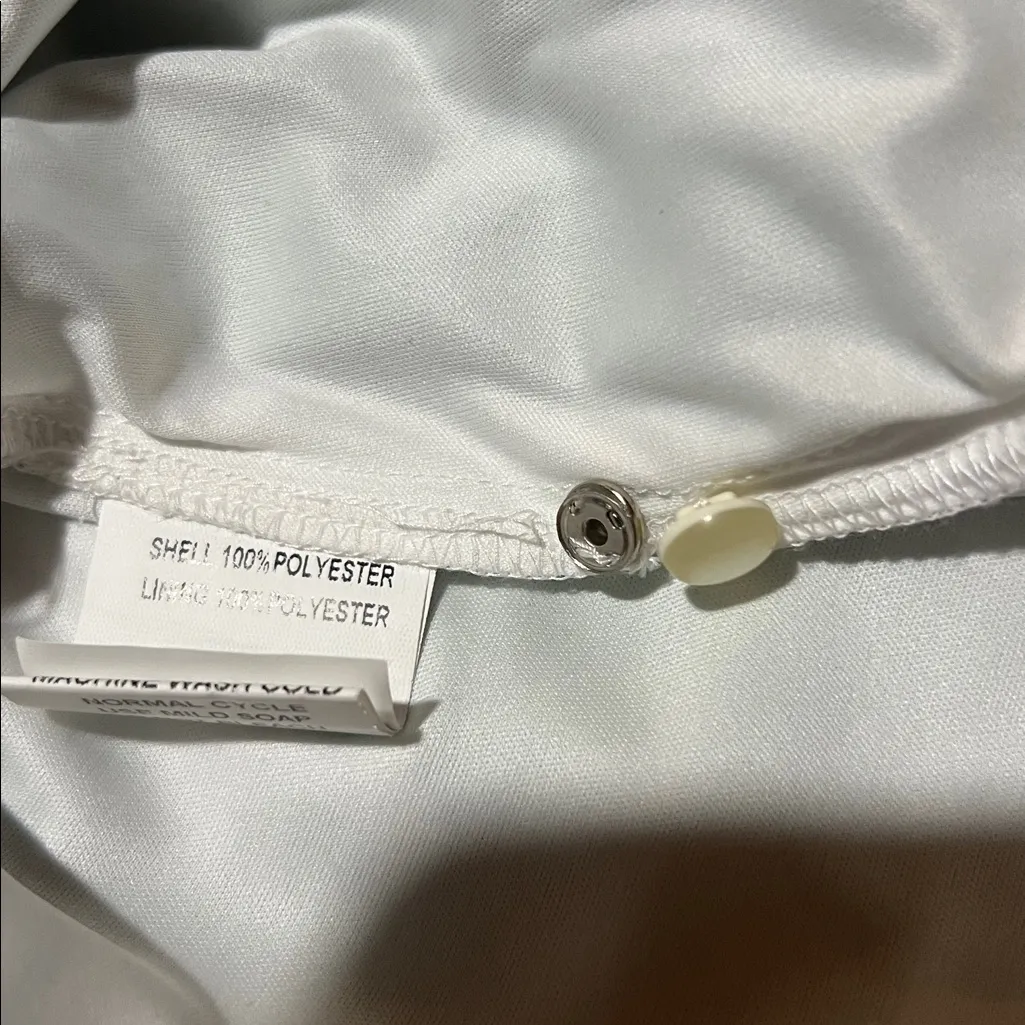 SHELL 100% POLYESTER
LINING 100% POLYESTER
MACHINE WASH COLD
NORMAL CYCLE
USE MILD SOAP